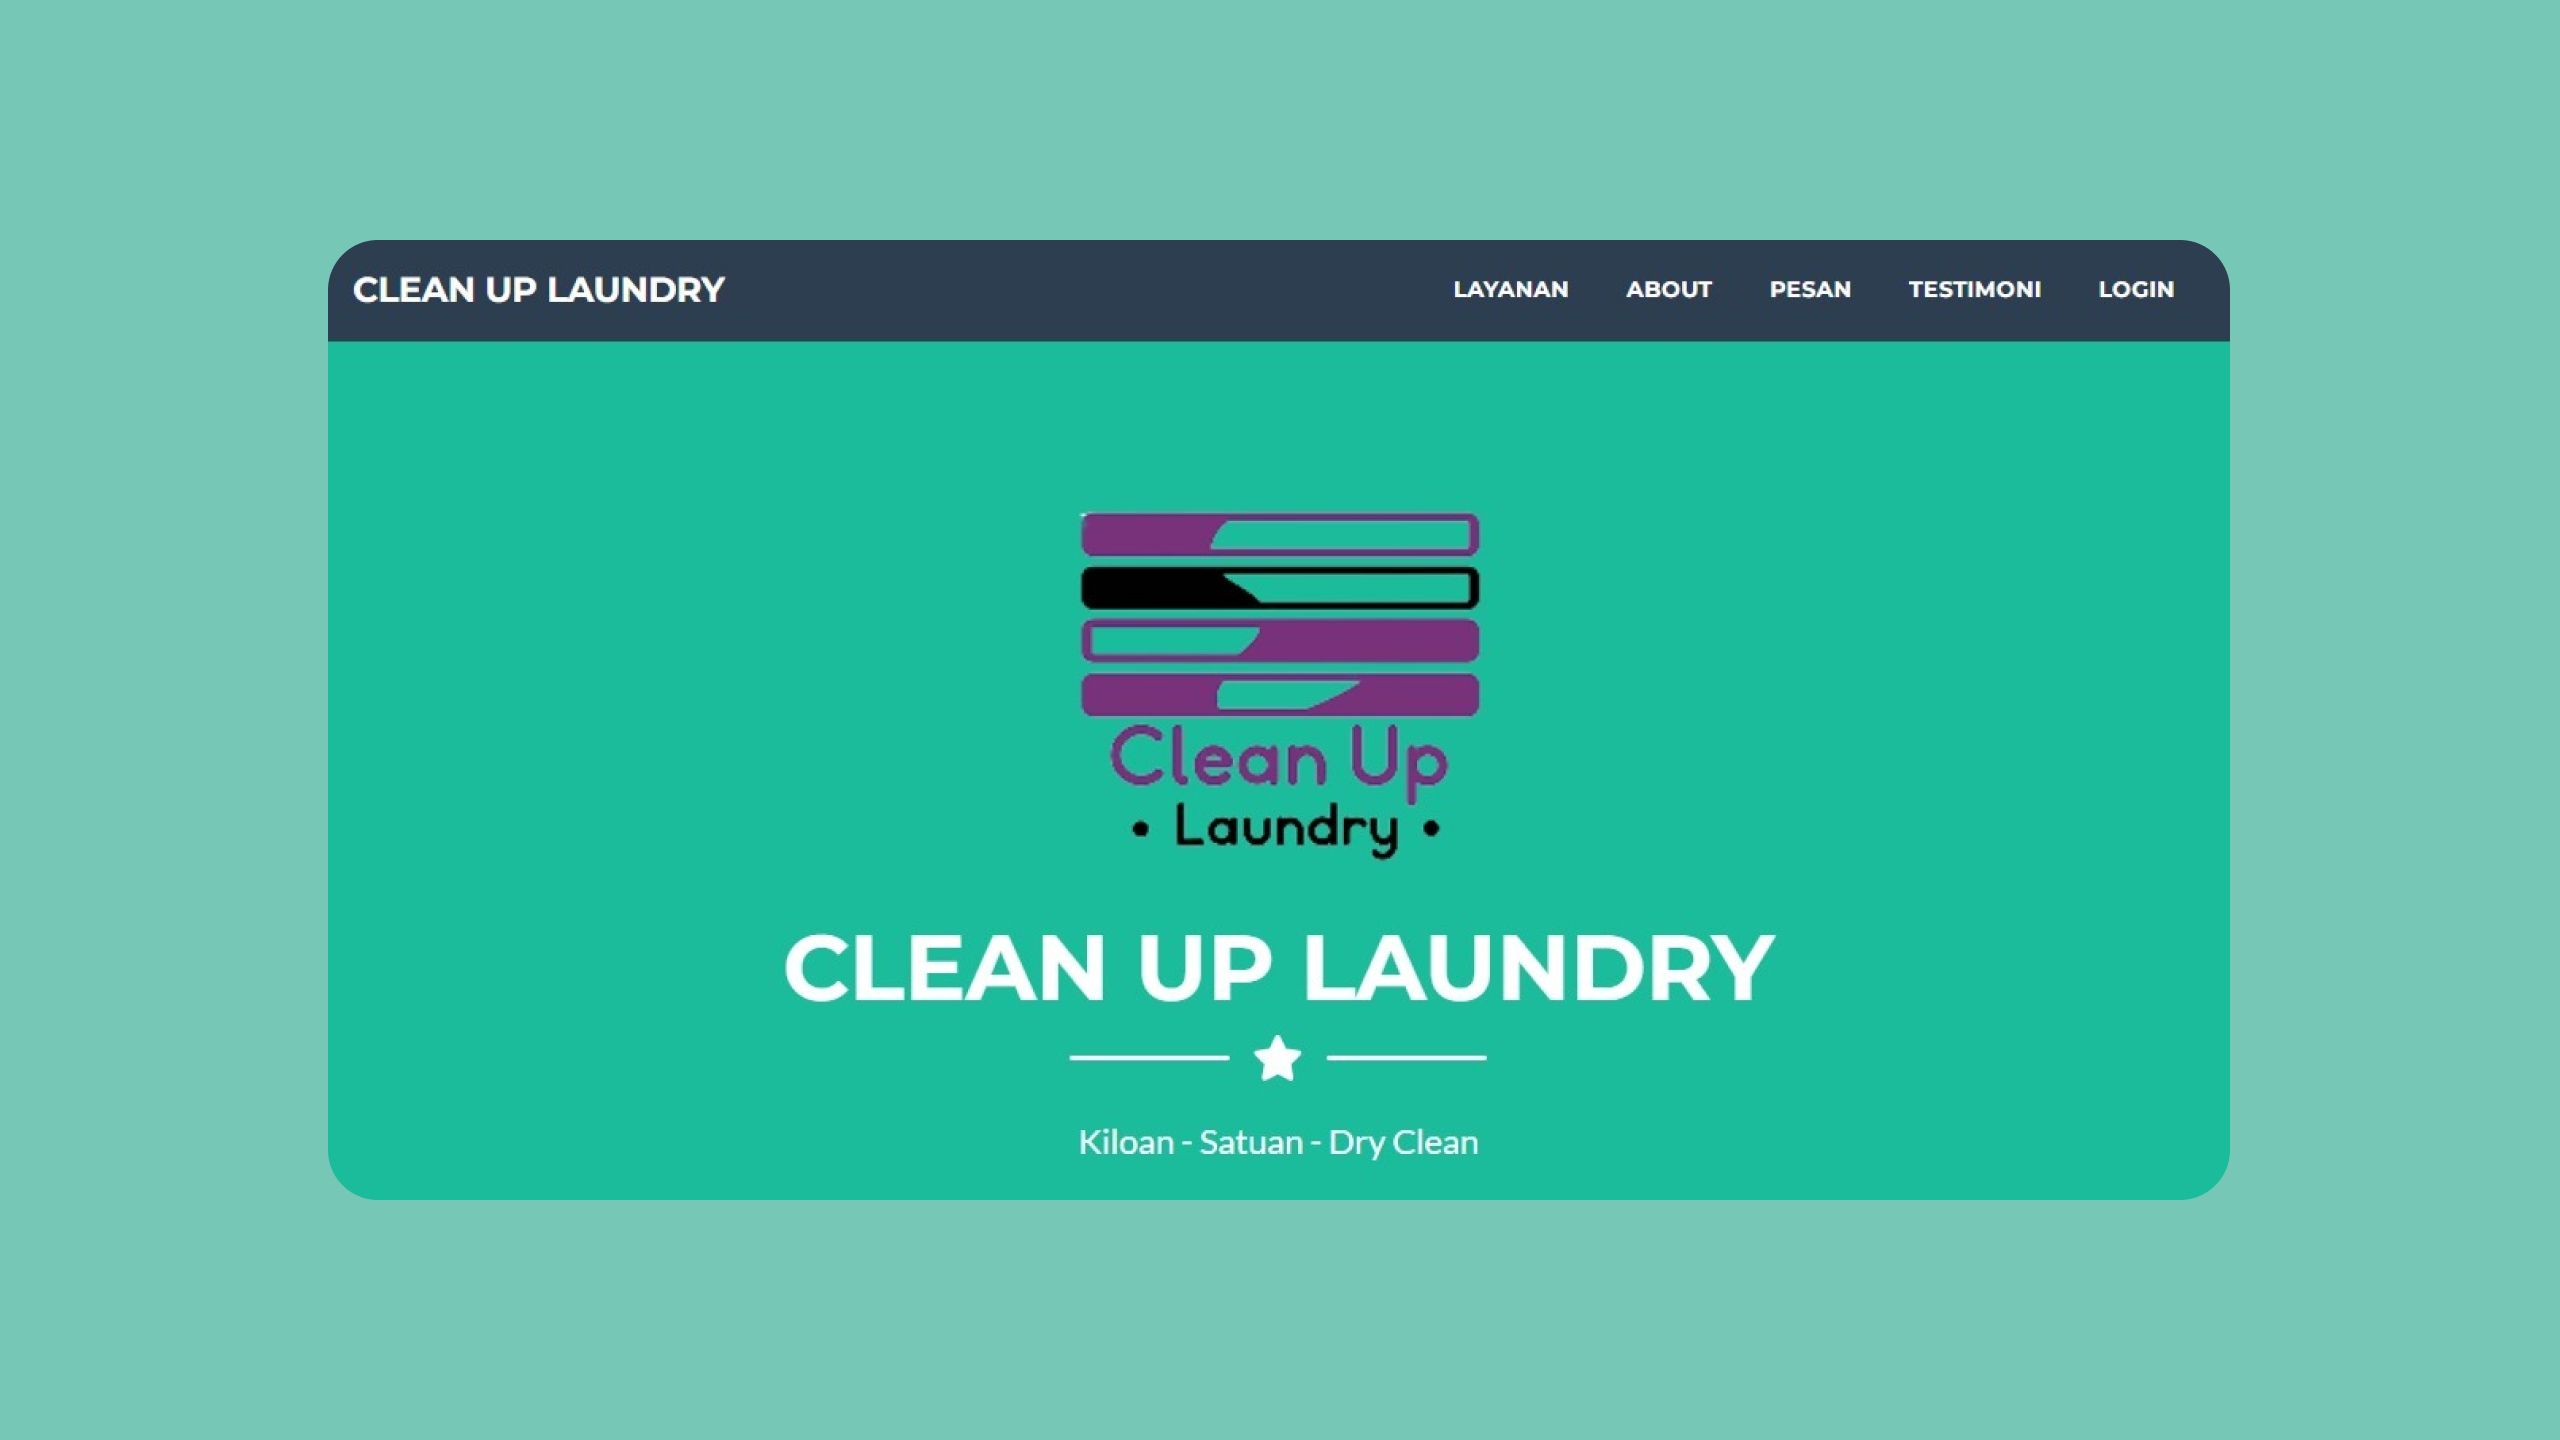 CLEAN UP LAUNDRY
LAYANAN ABOUT PESAN TESTIMONI LOGIN
Clean Up
• Laundry •
CLEAN UP LAUNDRY
Kiloan - Satuan - Dry Clean